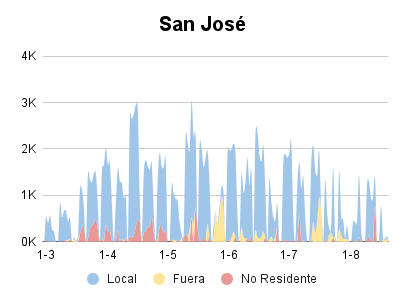 San José
4K
3K
2K
1K
0K
1-3 1-4 1-5 1-6 1-7 1-8
Local Fuera No Residente